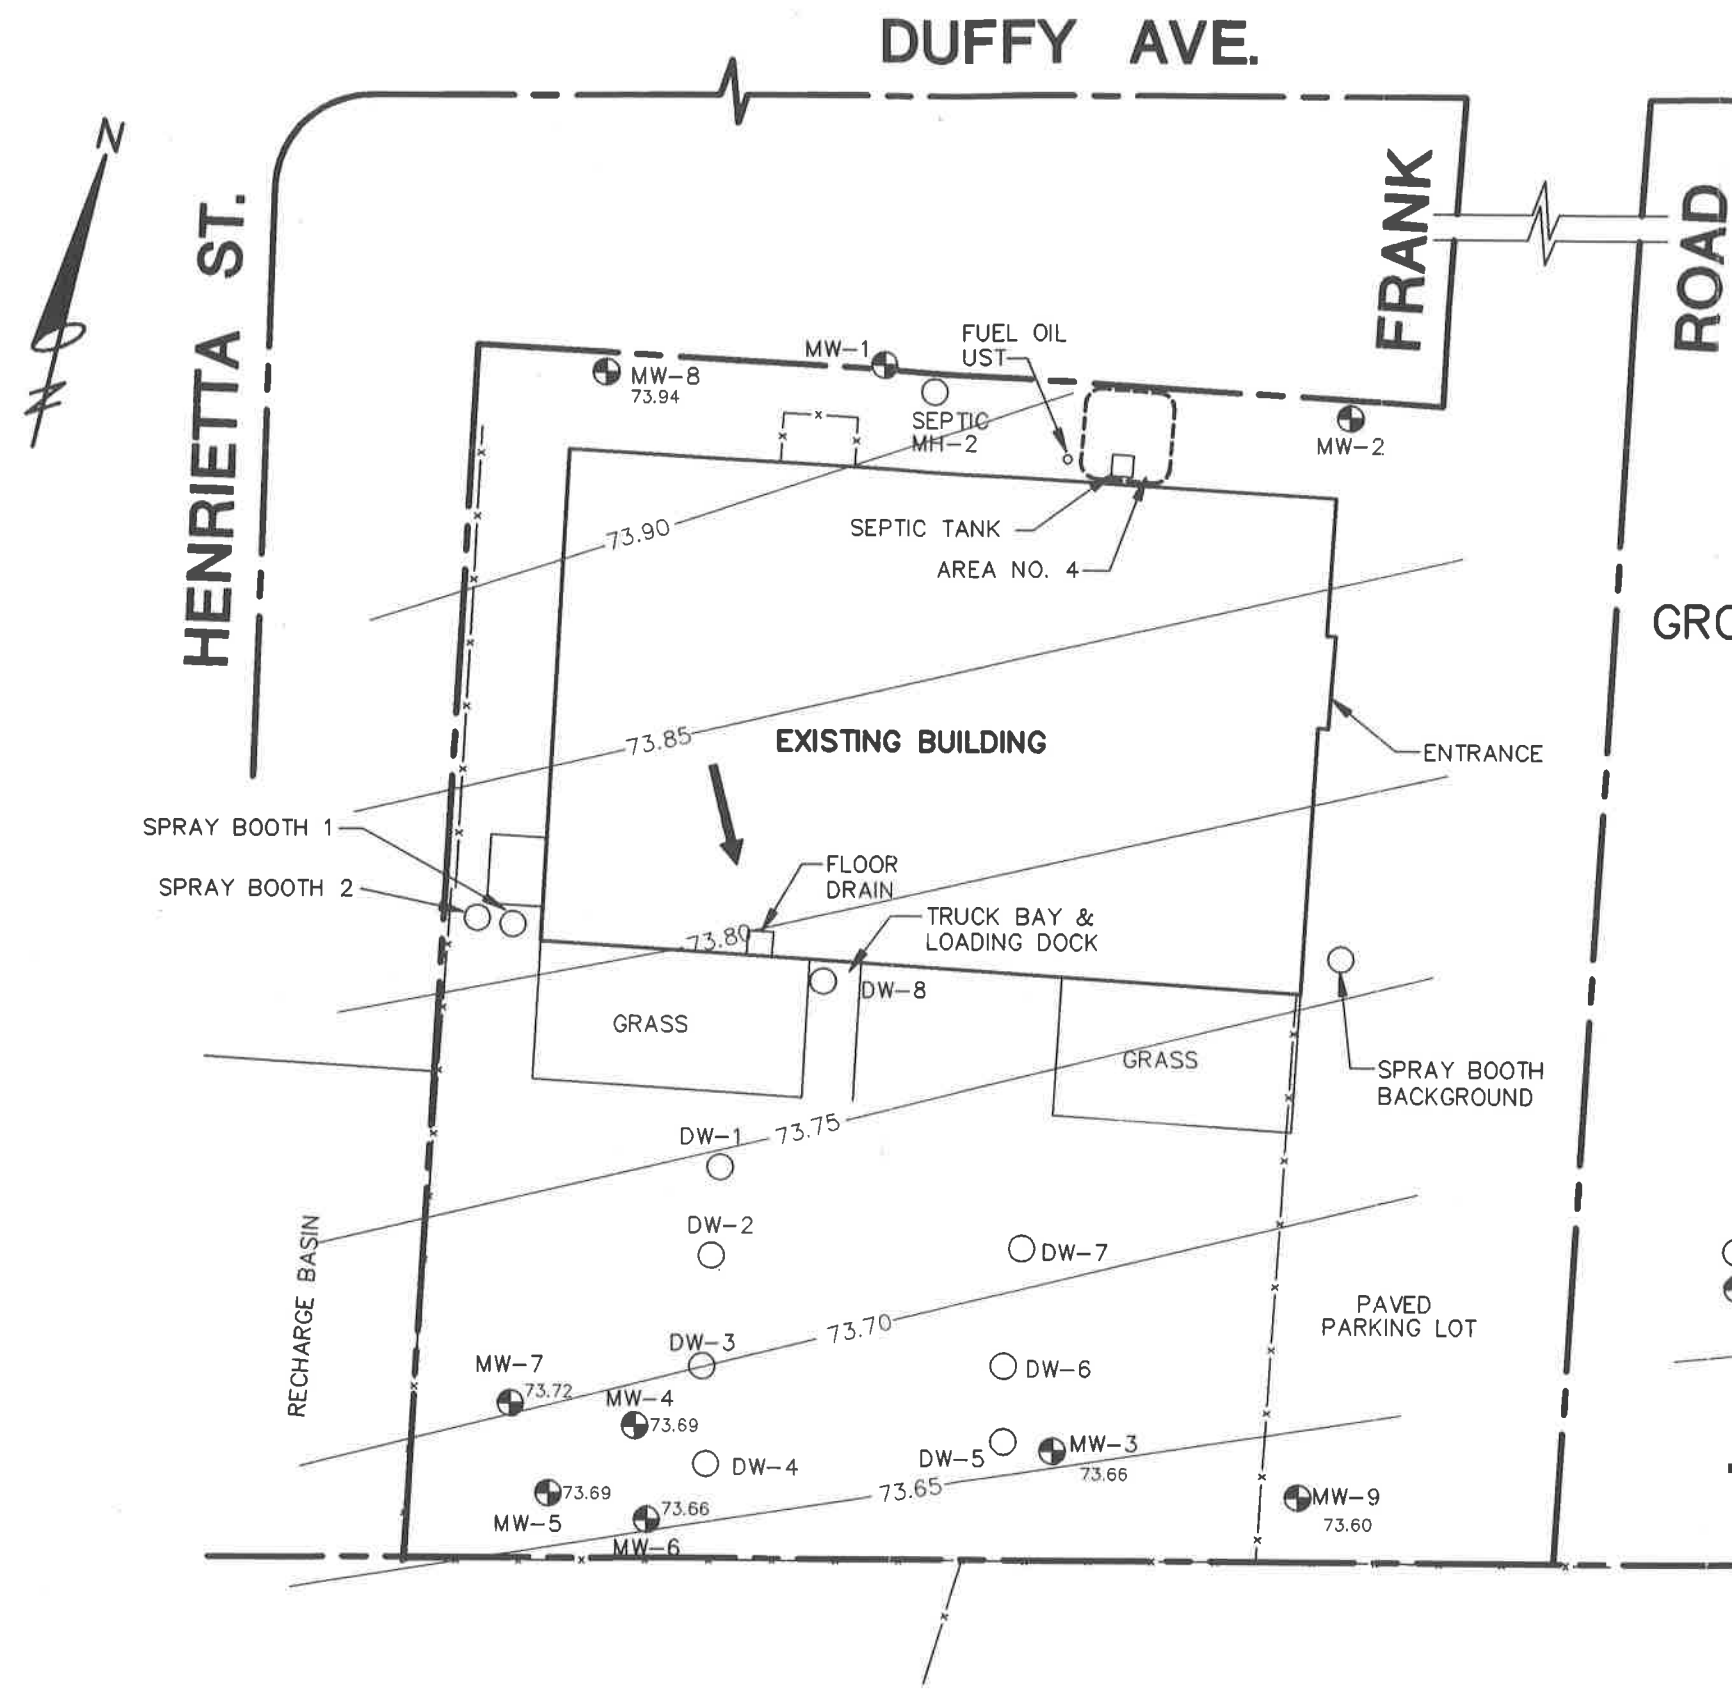 DUFFY AVE.
N
HENRIETTA ST.
FRANK
ROAD
FUEL OIL
UST
MW-1
MW-8
73.94
SEPTIC
MH-2
MW-2
73.90
SEPTIC TANK
AREA NO. 4
GRO
73.85
EXISTING BUILDING
ENTRANCE
SPRAY BOOTH 1
SPRAY BOOTH 2
FLOOR
DRAIN
TRUCK BAY &
LOADING DOCK
73.80
DW-8
GRASS
GRASS
SPRAY BOOTH
BACKGROUND
73.75
DW-1
DW-2
DW-7
RECHARGE BASIN
73.70
PAVED
PARKING LOT
DW-3
DW-6
MW-7
73.72
MW-4
73.69
DW-4
DW-5
MW-3
73.66
73.65
73.69
MW-5
73.66
MW-6
MW-9
73.60